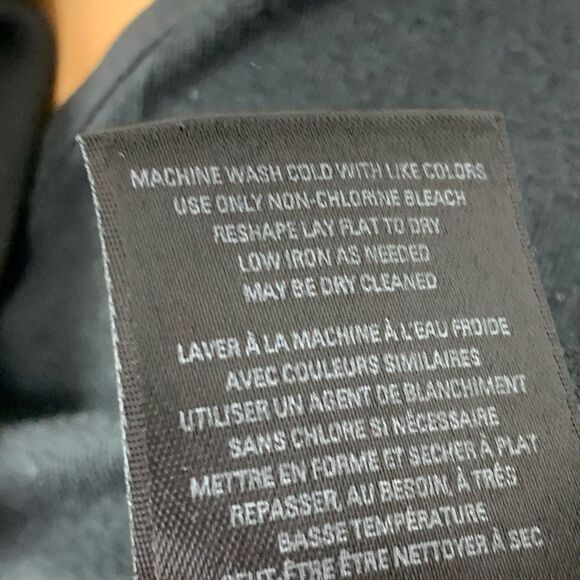 MACHINE WASH COLD WITH LIKE COLORS
USE ONLY NON-CHLORINE BLEACH
RESHAPE LAY FLAT TO DRY
LOW IRON AS NEEDED
MAY BE DRY CLEANED
LAVER À LA MACHINE À L'EAU FROIDE
AVEC COULEURS SIMILAIRES
UTILISER UN AGENT DE BLANCHIMENT
SANS CHLORE SI NÉCESSAIRE
METTRE EN FORME ET SÉCHER À PLAT
REPASSER, AU BESOIN, À TRÈS
BASSE TEMPÉRATURE
PEUT-ÊTRE ÊTRE NETTOYER À SEC